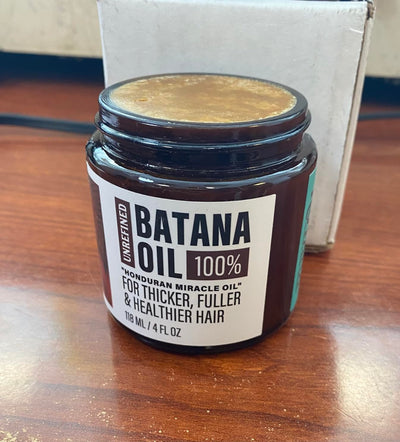 UNREFINED
BATANA
OIL 100%
"HONDURAN MIRACLE OIL"
FOR THICKER, FULLER
& HEALTHIER HAIR
118 ML / 4 FL OZ